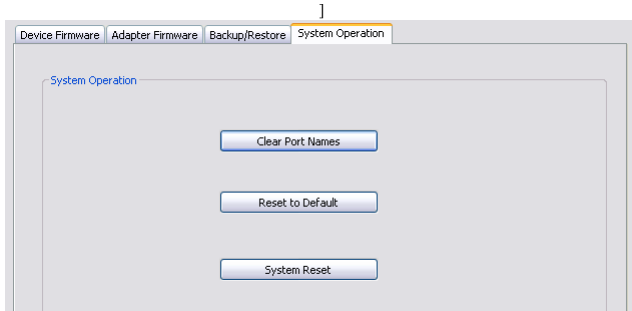 ]
Device Firmware Adapter Firmware Backup/Restore System Operation
System Operation
Clear Port Names
Reset to Default
System Reset